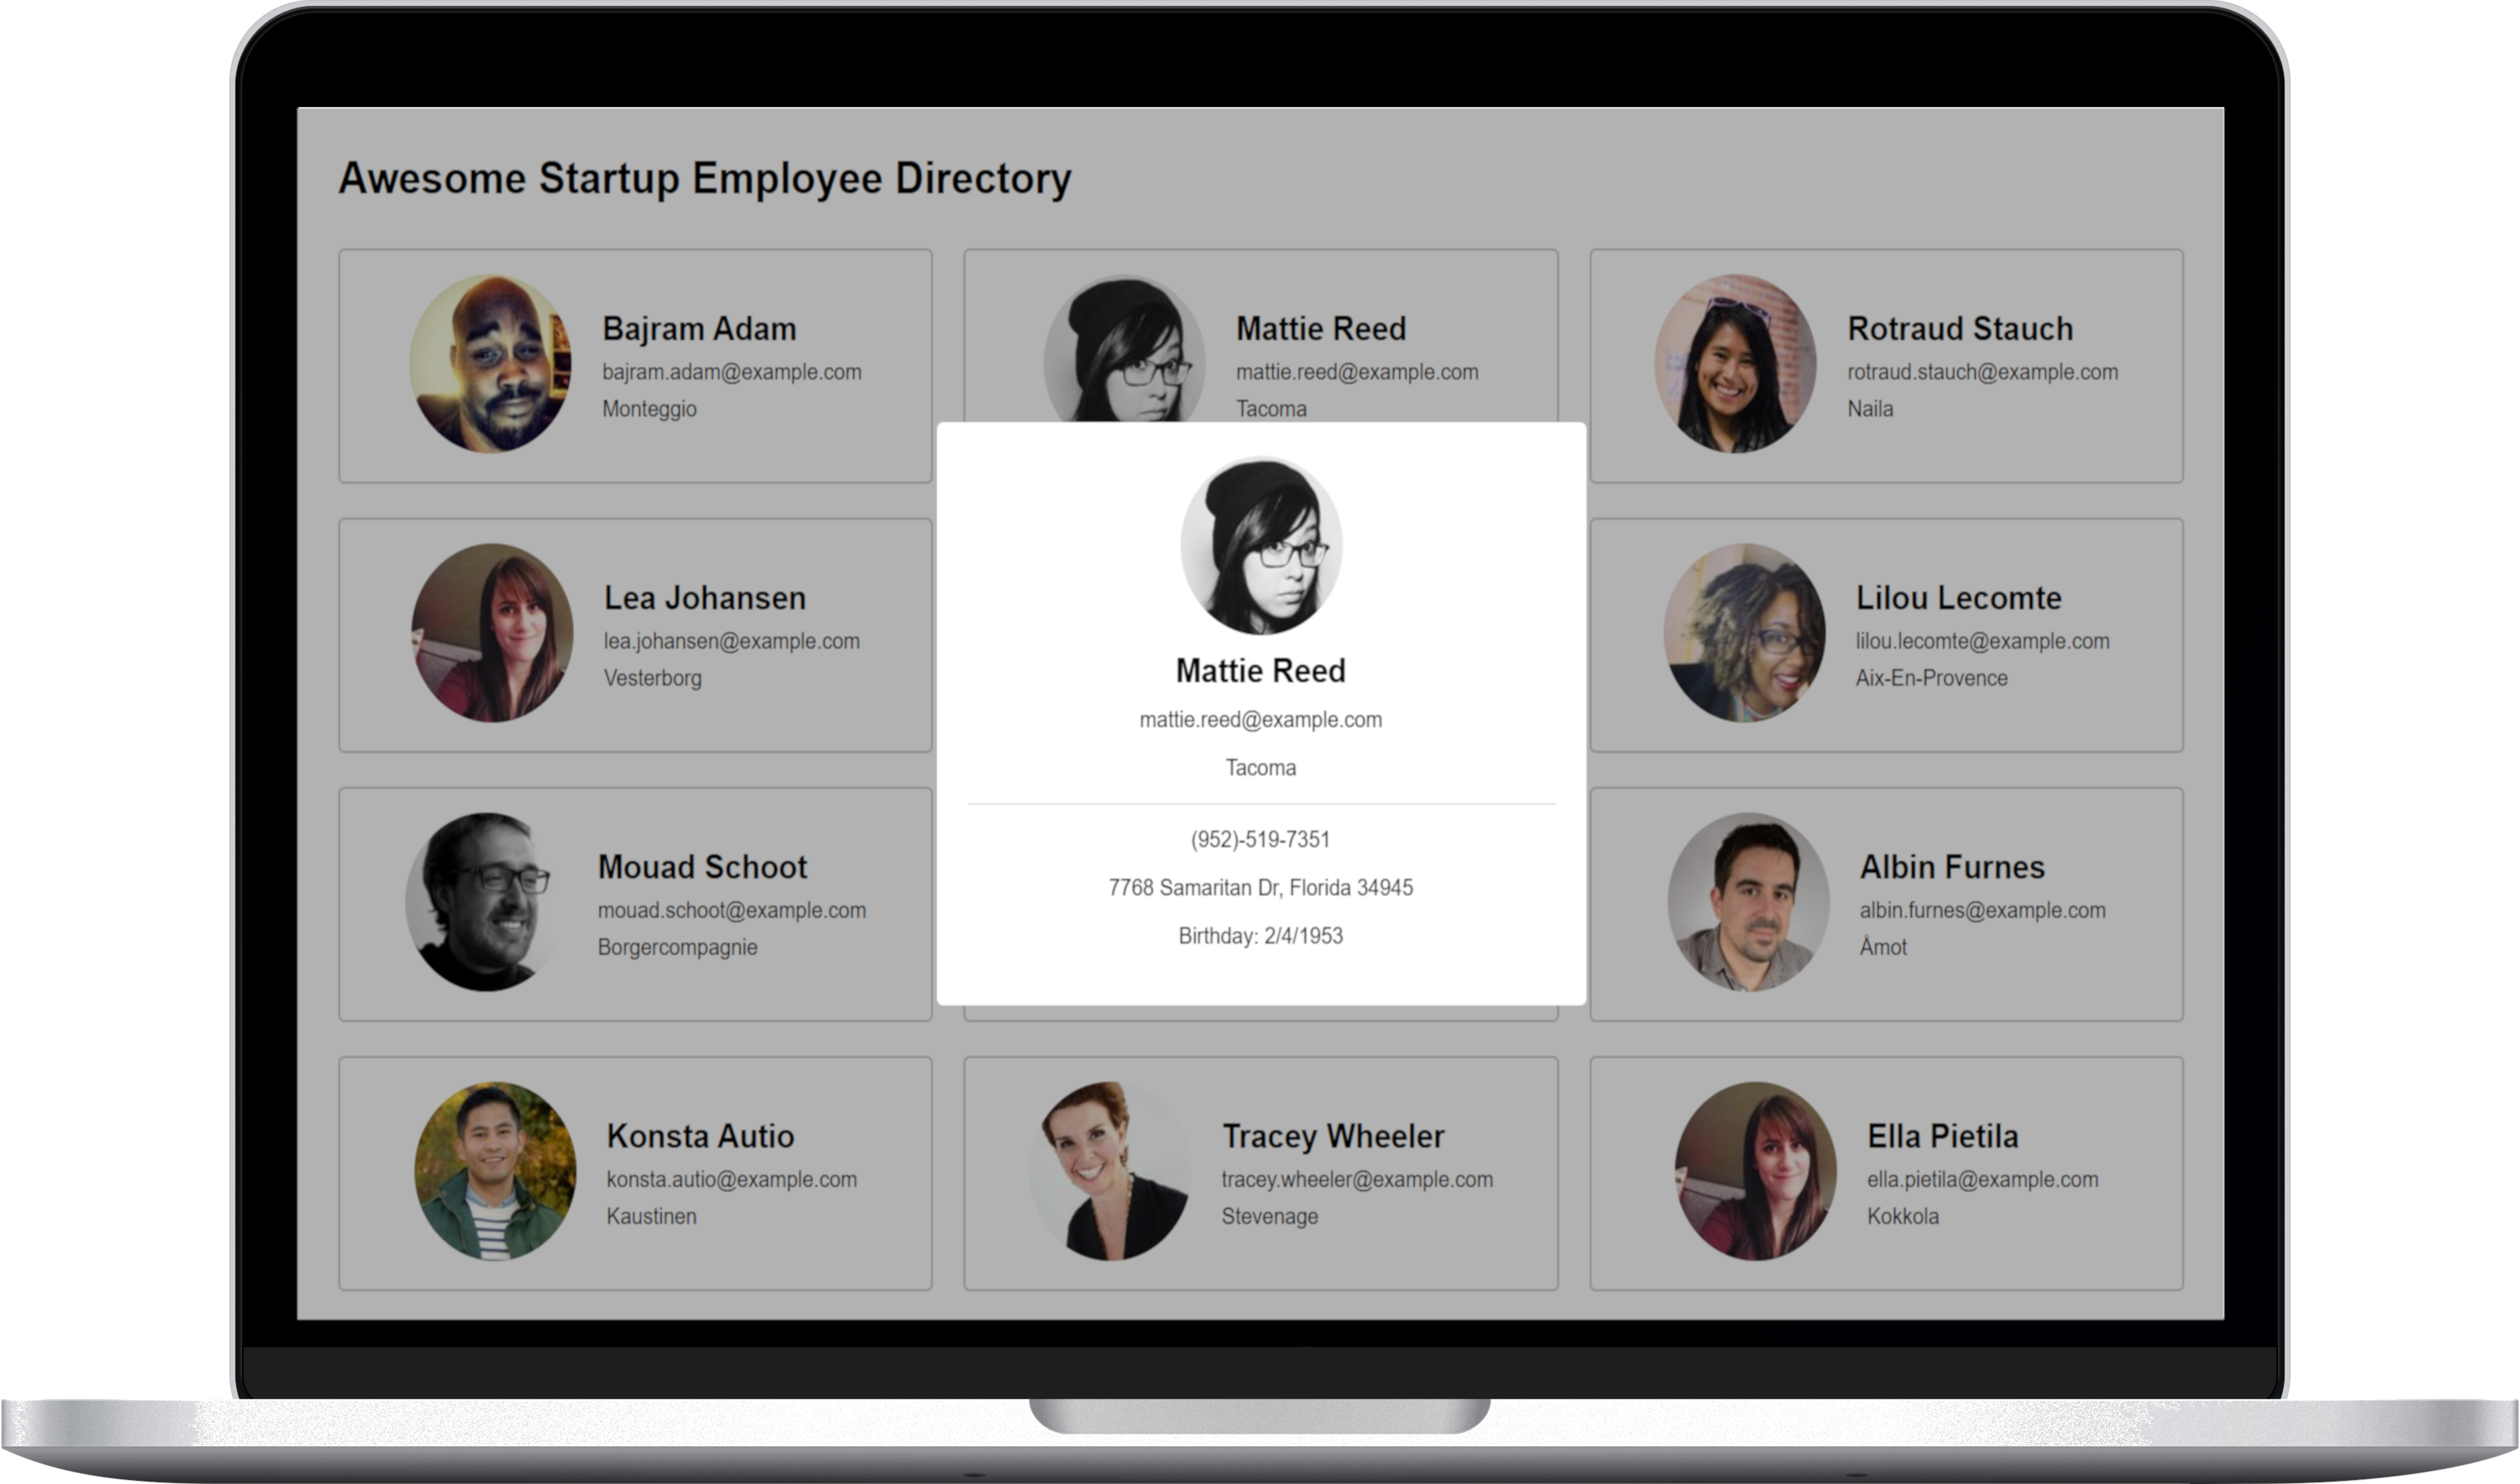 Awesome Startup Employee Directory
Bajram Adam
bajram.adam@example.com
Monteggio
Mattie Reed
mattie.reed@example.com
Tacoma
Rotraud Stauch
rotraud.stauch@example.com
Naila
Lea Johansen
lea.johansen@example.com
Vesterborg
Mattie Reed
mattie.reed@example.com
Tacoma
(952)-519-7351
7768 Samaritan Dr, Florida 34945
Birthday: 2/4/1953
Lilou Lecomte
lilou.lecomte@example.com
Aix-En-Provence
Mouad Schoot
mouad.schoot@example.com
Borgercompagnie
Albin Furnes
albin.furnes@example.com
Åmot
Konsta Autio
konsta.autio@example.com
Kaustinen
Tracey Wheeler
tracey.wheeler@example.com
Stevenage
Ella Pietila
ella.pietila@example.com
Kokkola